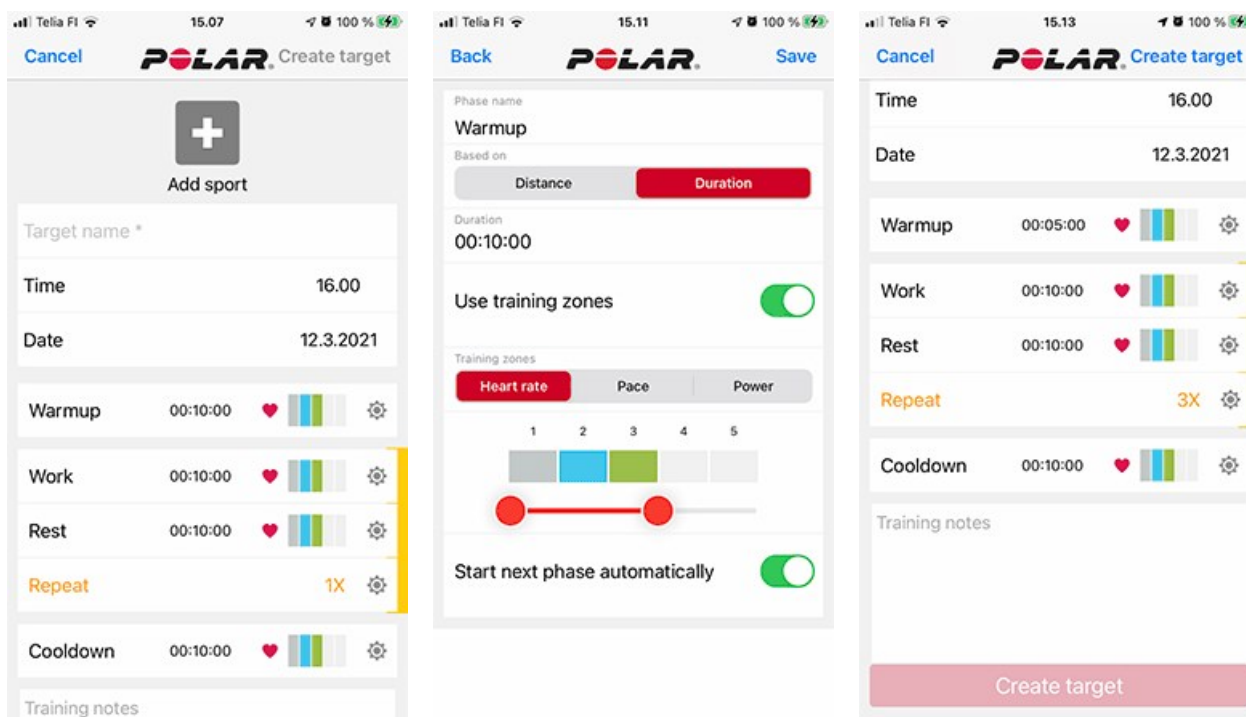 Telia FI 15.07 100 %
Cancel POLAR. Create target
Add sport
Target name *
Time 16.00
Date 12.3.2021
Warmup 00:10:00
Work 00:10:00
Rest 00:10:00
Repeat 1X
Cooldown 00:10:00
Training notes
Telia FI 15.11 100 %
Back POLAR. Save
Phase name
Warmup
Based on
Distance Duration
Duration
00:10:00
Use training zones
Training zones
Heart rate Pace Power
1 2 3 4 5
Start next phase automatically
Telia FI 15.13 100 %
Cancel POLAR. Create target
Time 16.00
Date 12.3.2021
Warmup 00:05:00
Work 00:10:00
Rest 00:10:00
Repeat 3X
Cooldown 00:10:00
Training notes
Create target